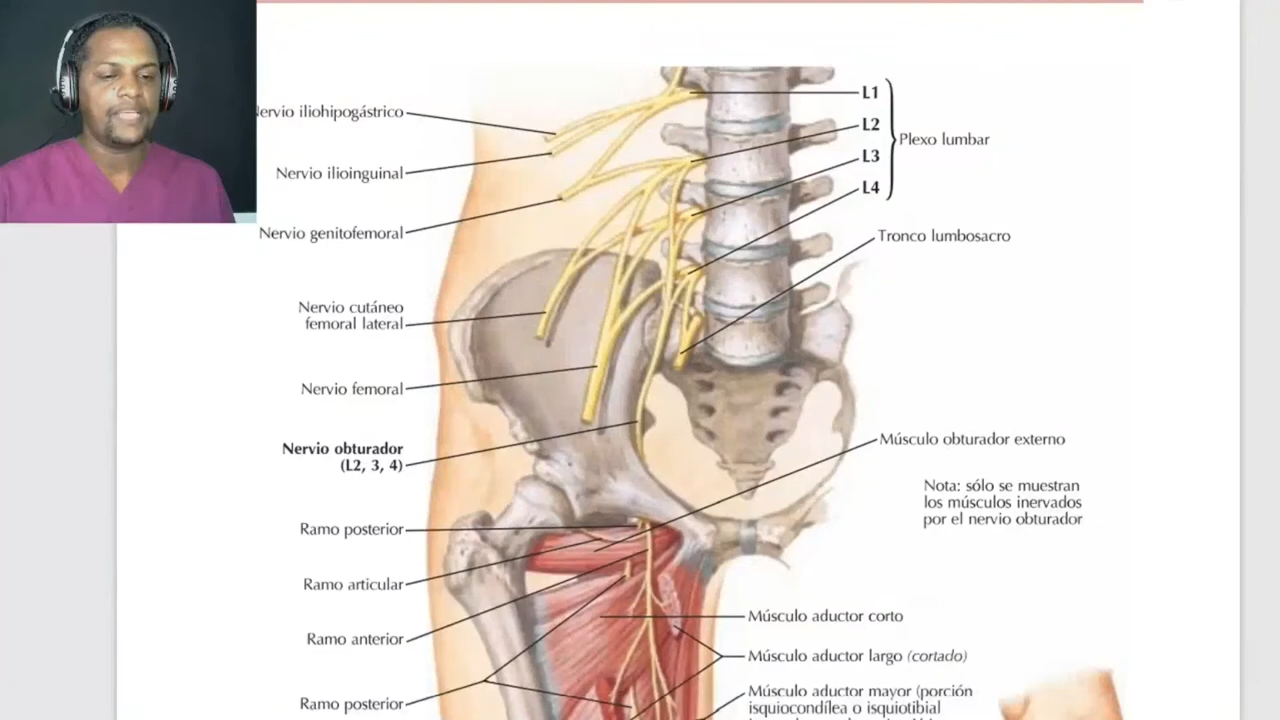 Nervio iliohipogástrico
Nervio ilioinguinal
Nervio genitofemoral
Nervio cutáneo
femoral lateral
Nervio femoral
Nervio obturador
(L2, 3, 4)
Ramo posterior
Ramo articular
Ramo anterior
Ramo posterior
L1
L2
L3
L4
Plexo lumbar
Tronco lumbosacro
Músculo obturador externo
Nota: sólo se muestran
los músculos inervados
por el nervio obturador
Músculo aductor corto
Músculo aductor largo (cortado)
Músculo aductor mayor (porción
isquiocondílea o isquiotibial